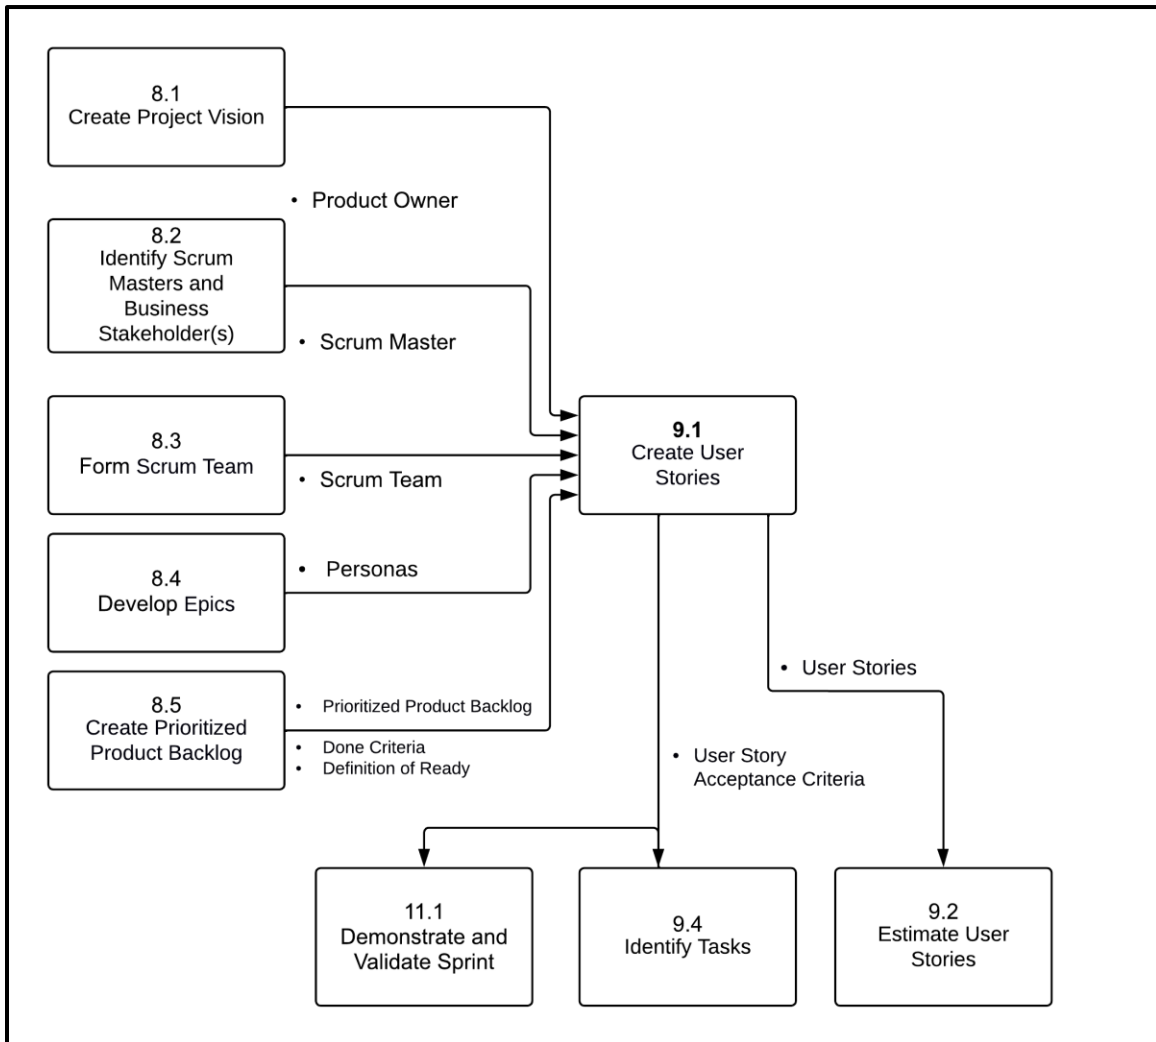 8.1
Create Project Vision
• Product Owner
8.2
Identify Scrum
Masters and
Business
Stakeholder(s)
• Scrum Master
8.3
Form Scrum Team
• Scrum Team
9.1
Create User
Stories
8.4
Develop Epics
• Personas
8.5
Create Prioritized
Product Backlog
• Prioritized Product Backlog
• Done Criteria
• Definition of Ready
• User Stories
• User Story
Acceptance Criteria
11.1
Demonstrate and
Validate Sprint
9.4
Identify Tasks
9.2
Estimate User
Stories